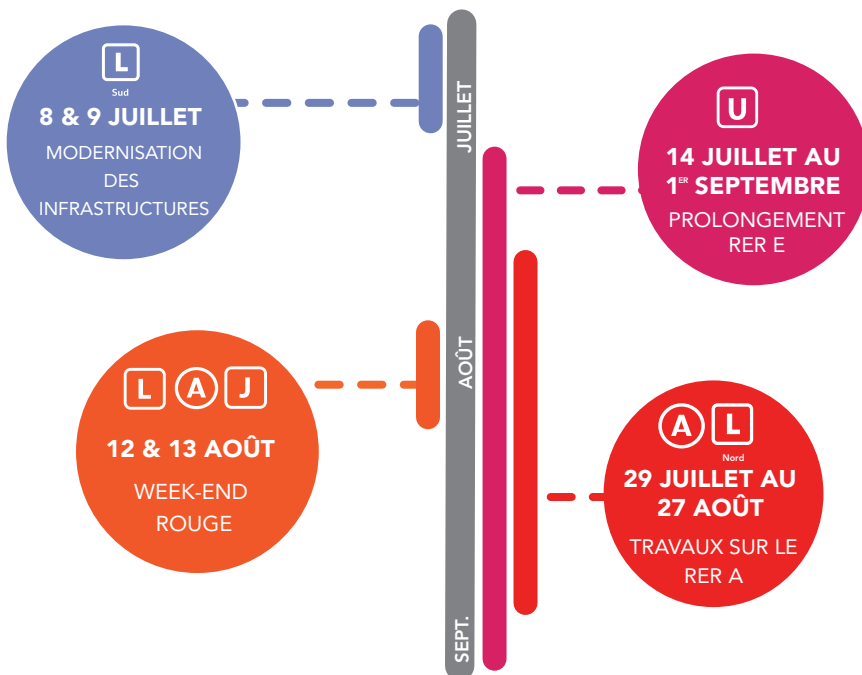 L
Sud
8 & 9 JUILLET
MODERNISATION
DES
INFRASTRUCTURES
JUILLET
U
14 JUILLET AU
1ER SEPTEMBRE
PROLONGEMENT
RER E
L A J
12 & 13 AOÛT
WEEK-END
ROUGE
AOÛT
A L
Nord
29 JUILLET AU
27 AOÛT
TRAVAUX SUR LE
RER A
SEPT.